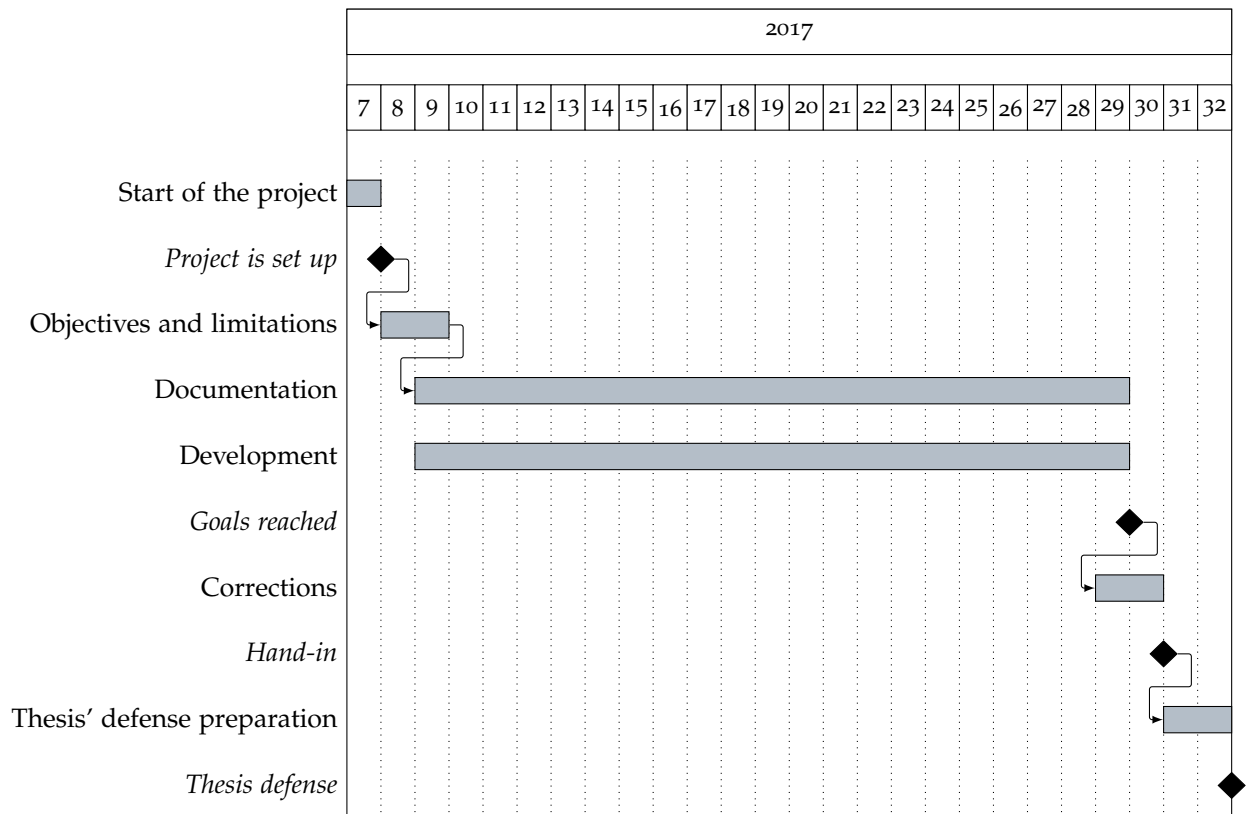 2017
7 8 9 10 11 12 13 14 15 16 17 18 19 20 21 22 23 24 25 26 27 28 29 30 31 32
Start of the project
Project is set up
Objectives and limitations
Documentation
Development
Goals reached
Corrections
Hand-in
Thesis’ defense preparation
Thesis defense